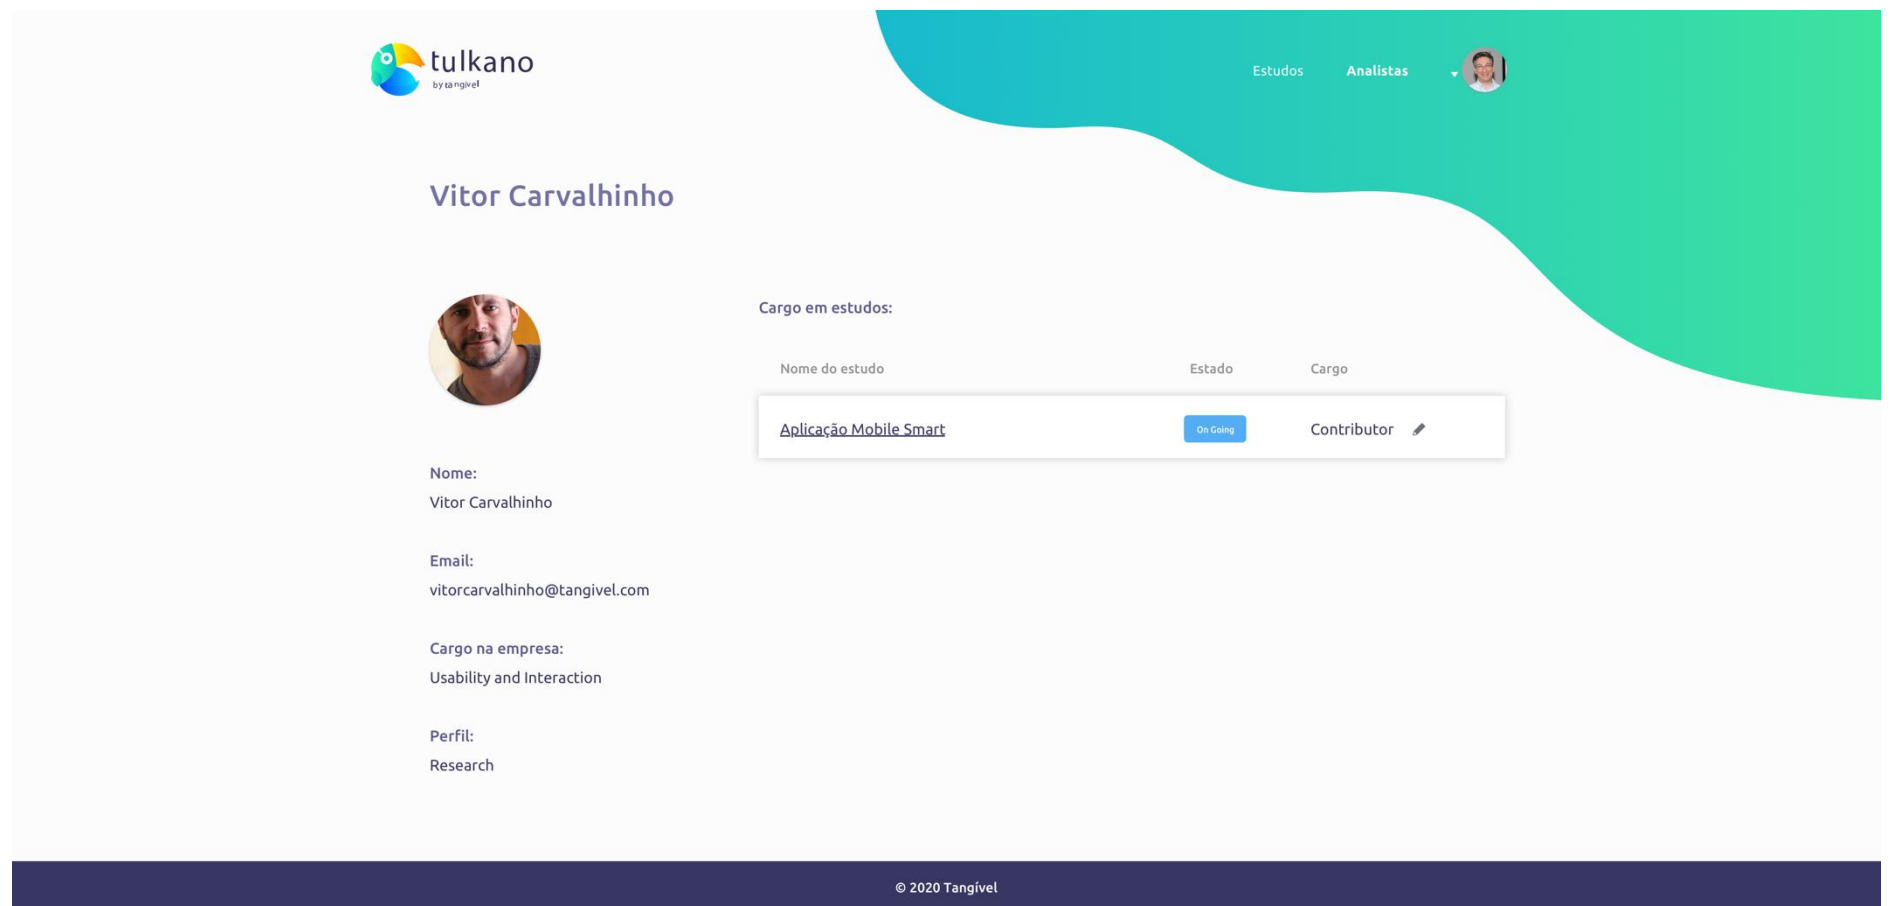 tulkano
by tangivel
Estudos Analistas
Vitor Carvalhinho
Cargo em estudos:
Nome do estudo Estado Cargo
Aplicação Mobile Smart On Going Contributor
Nome:
Vitor Carvalhinho
Email:
vitorcarvalhinho@tangivel.com
Cargo na empresa:
Usability and Interaction
Perfil:
Research
© 2020 Tangível